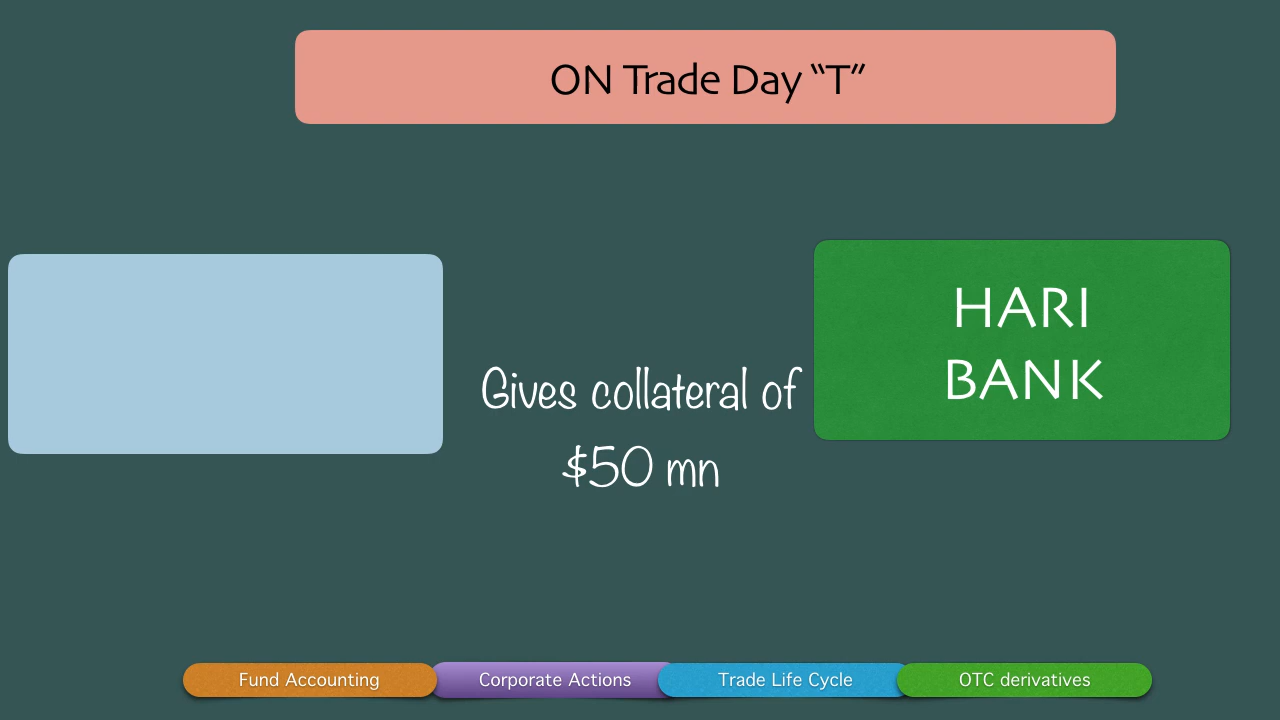 ON Trade Day “T”
HARI
BANK
Gives collateral of
$50 mn
Fund Accounting
Corporate Actions
Trade Life Cycle
OTC derivatives